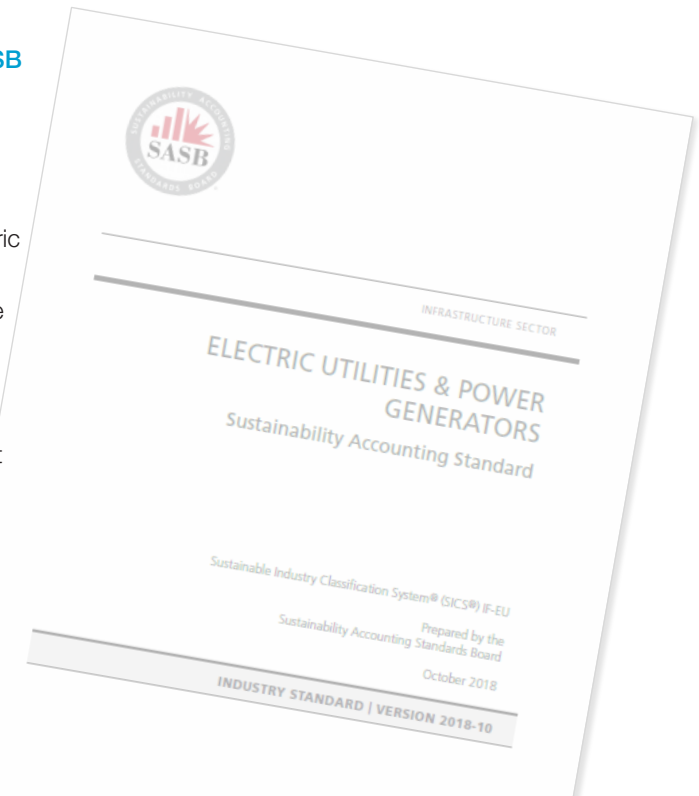 SB
ric
e
t
SUSTAINABILITY ACCOUNTING
SASB
STANDARDS BOARD
INFRASTRUCTURE SECTOR
ELECTRIC UTILITIES & POWER
GENERATORS
Sustainability Accounting Standard
Sustainable Industry Classification System® (SICS®) IF-EU
Prepared by the
Sustainability Accounting Standards Board
October 2018
INDUSTRY STANDARD | VERSION 2018-10